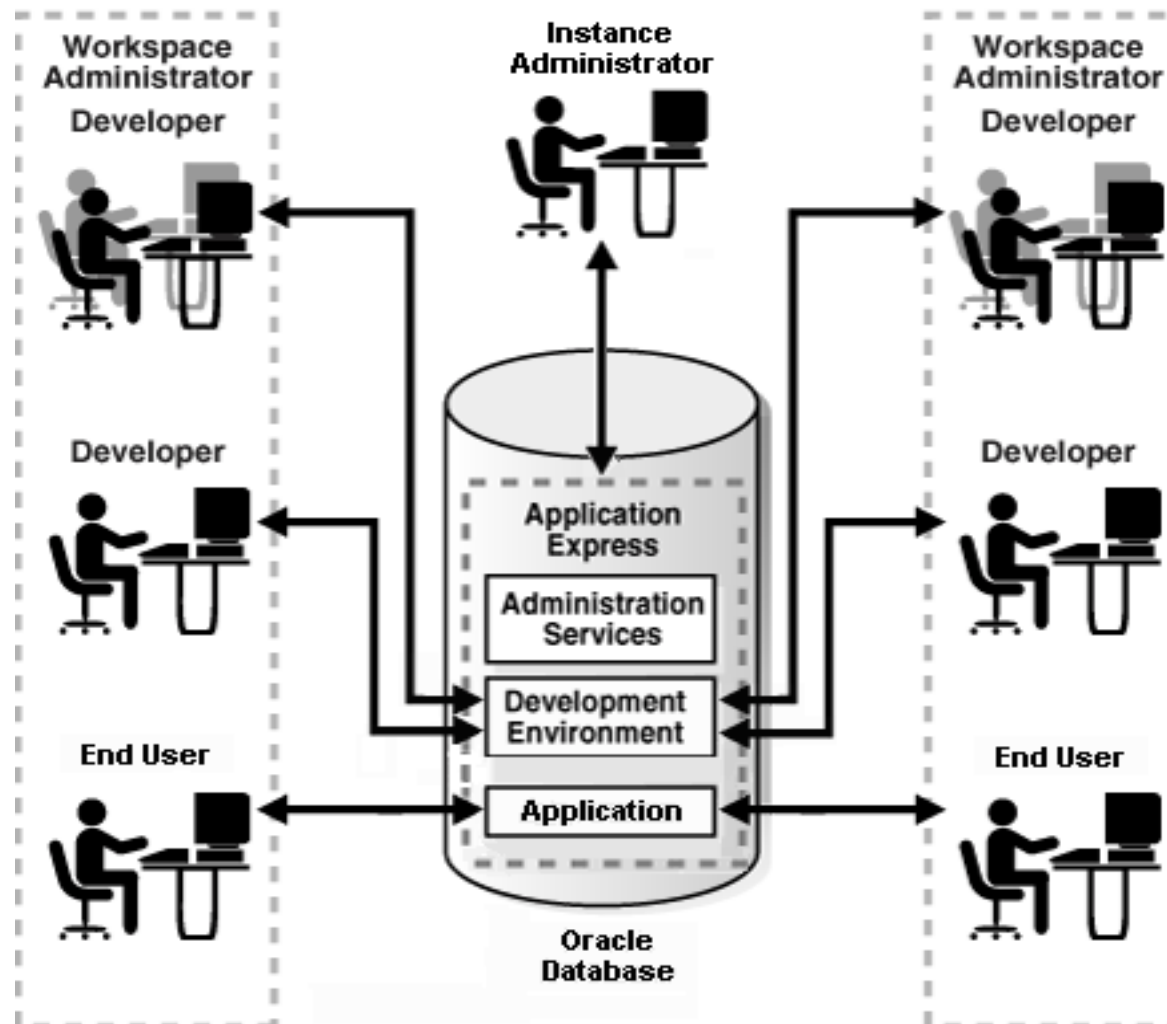 Workspace
Administrator
Developer
Developer
End User
Instance
Administrator
Application
Express
Administration
Services
Development
Environment
Application
Oracle
Database
Workspace
Administrator
Developer
Developer
End User